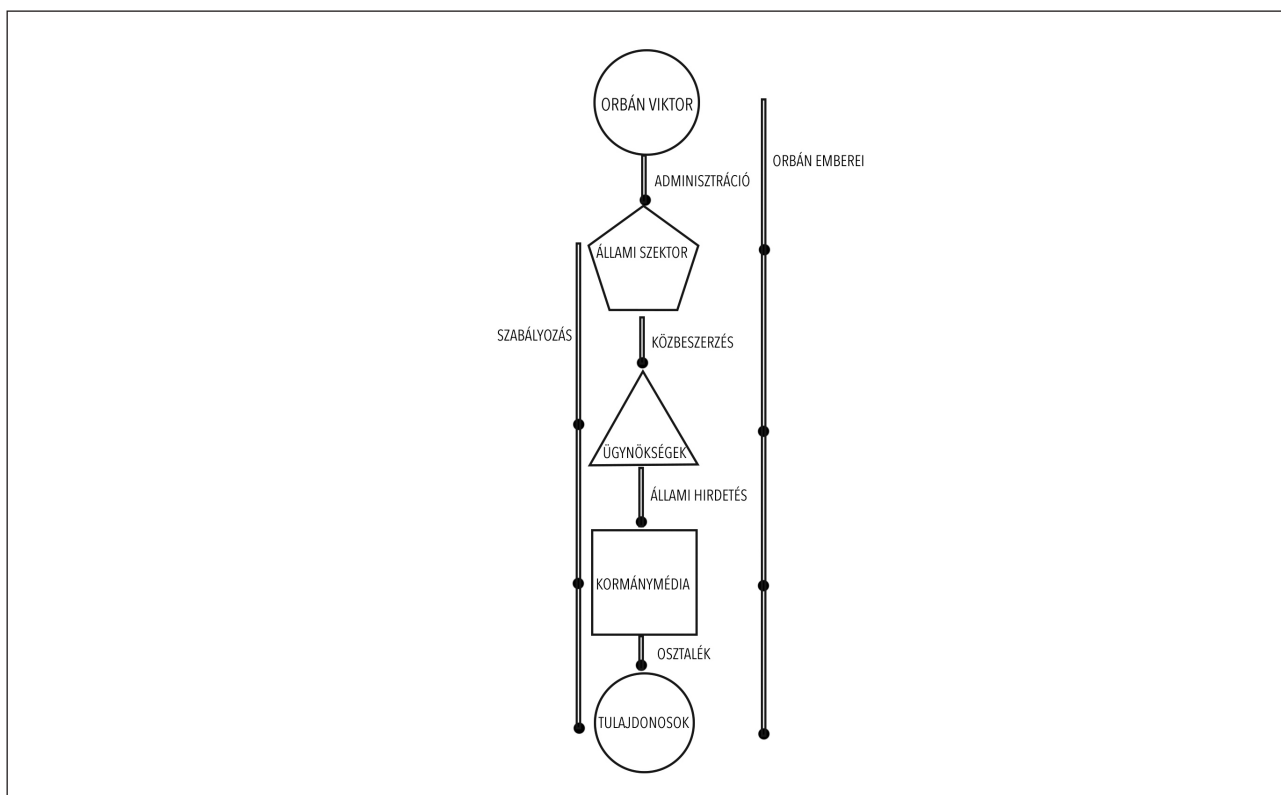 ORBÁN VIKTOR
ORBÁN EMBEREI
ADMINISZTRÁCIÓ
ÁLLAMI SZEKTOR
SZABÁLYOZÁS
KÖZBESZERZÉS
ÜGYNÖKSÉGEK
ÁLLAMI HIRDETÉS
KORMÁNYMÉDIA
OSZTALÉK
TULAJDONOSOK